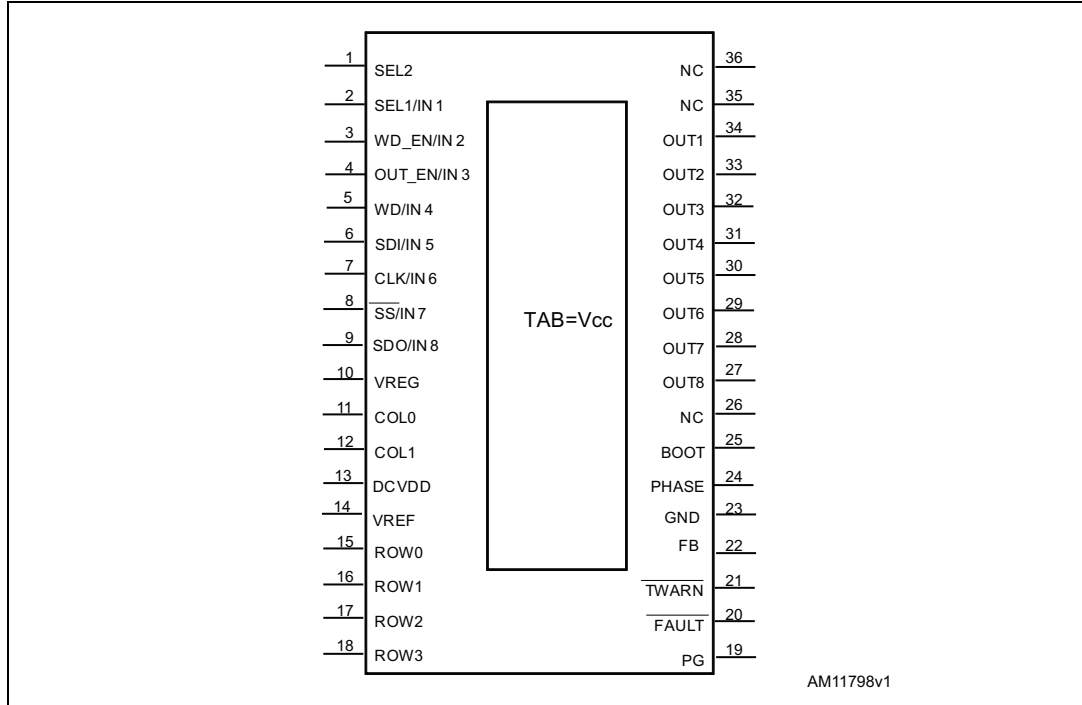 1 SEL2
2 SEL1/IN 1
3 WD_EN/IN 2
4 OUT_EN/IN 3
5 WD/IN 4
6 SDI/IN 5
7 CLK/IN 6
8 SS/IN 7
9 SDO/IN 8
10 VREG
11 COL0
12 COL1
13 DCVDD
14 VREF
15 ROW0
16 ROW1
17 ROW2
18 ROW3
TAB=Vcc
NC 36
NC 35
OUT1 34
OUT2 33
OUT3 32
OUT4 31
OUT5 30
OUT6 29
OUT7 28
OUT8 27
NC 26
BOOT 25
PHASE 24
GND 23
FB 22
TWARN 21
FAULT 20
PG 19
AM11798v1